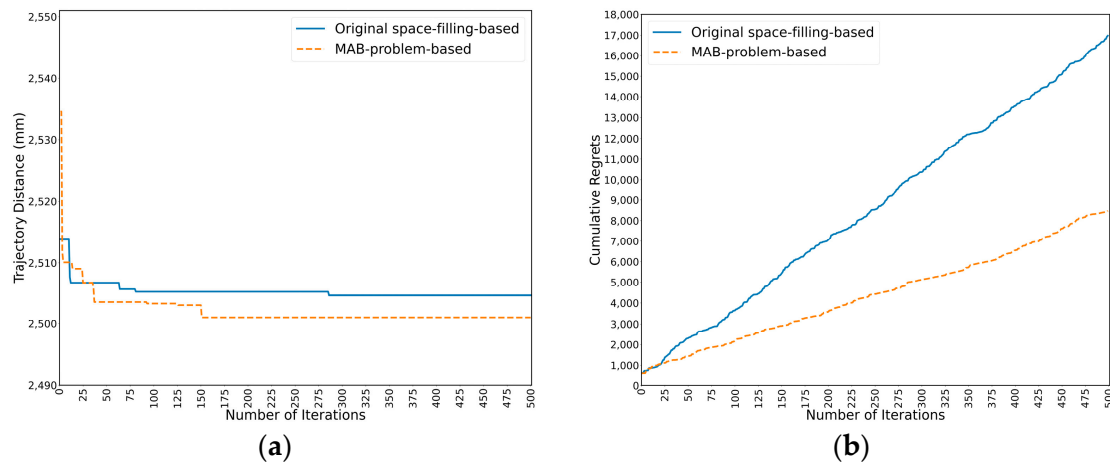 Original space-filling-based
MAB-problem-based
Trajectory Distance (mm)
2,550
2,540
2,530
2,520
2,510
2,500
2,490
0 25 50 75 100 125 150 175 200 225 250 275 300 325 350 375 400 425 450 475 500
Number of Iterations
(a)
Original space-filling-based
MAB-problem-based
Cumulative Regrets
18,000
17,000
16,000
15,000
14,000
13,000
12,000
11,000
10,000
9,000
8,000
7,000
6,000
5,000
4,000
3,000
2,000
1,000
0
0 25 50 75 100 125 150 175 200 225 250 275 300 325 350 375 400 425 450 475 500
Number of Iterations
(b)